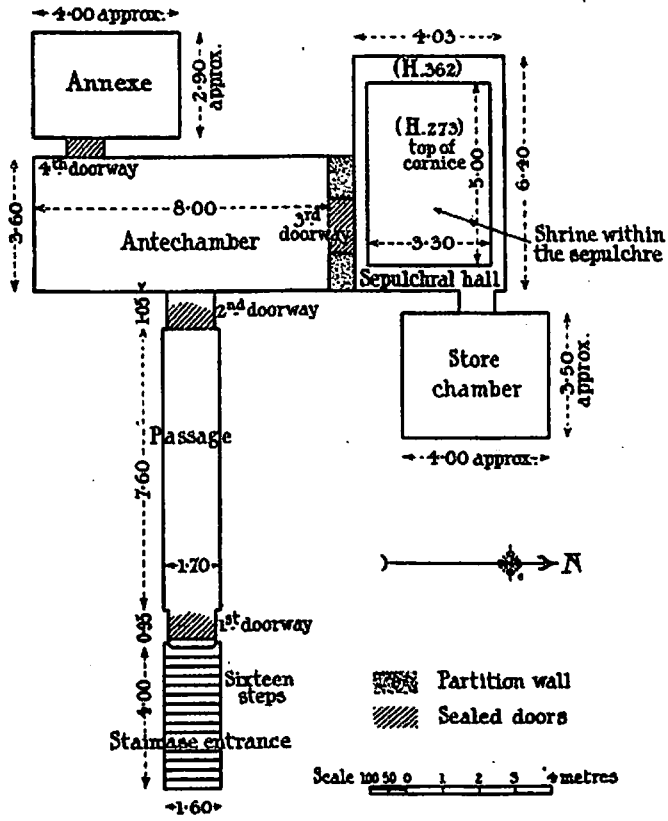 4·00 approx.
Annexe
2·90
approx.
4th doorway
3·60
8·00
Antechamber
3rd
doorway
4·03
(H.362)
(H.273)
top of
cornice
5·00
3·30
6·40
Shrine within
the sepulchre
Sepulchral hall
1·05
2nd doorway
Store
chamber
3·50
approx.
4·00 approx.
Passage
7·60
1·70
N
0·95
1st doorway
Sixteen
steps
4·00
Staimase entrance
1·60
Partition wall
Sealed doors
Scale 100 50 0 1 2 3 4 metres